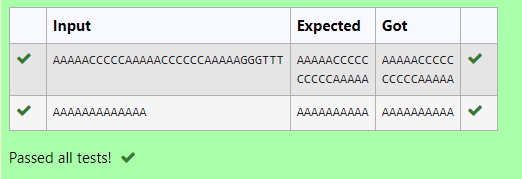 Input Expected Got
AAAAACCCCCAAAAACCCCCCAAAAAGGGTTT AAAAACCCCC AAAAACCCCC
CCCCCAAAAA CCCCCAAAAA
AAAAAAAAAAAAA AAAAAAAAAA AAAAAAAAAA
Passed all tests!